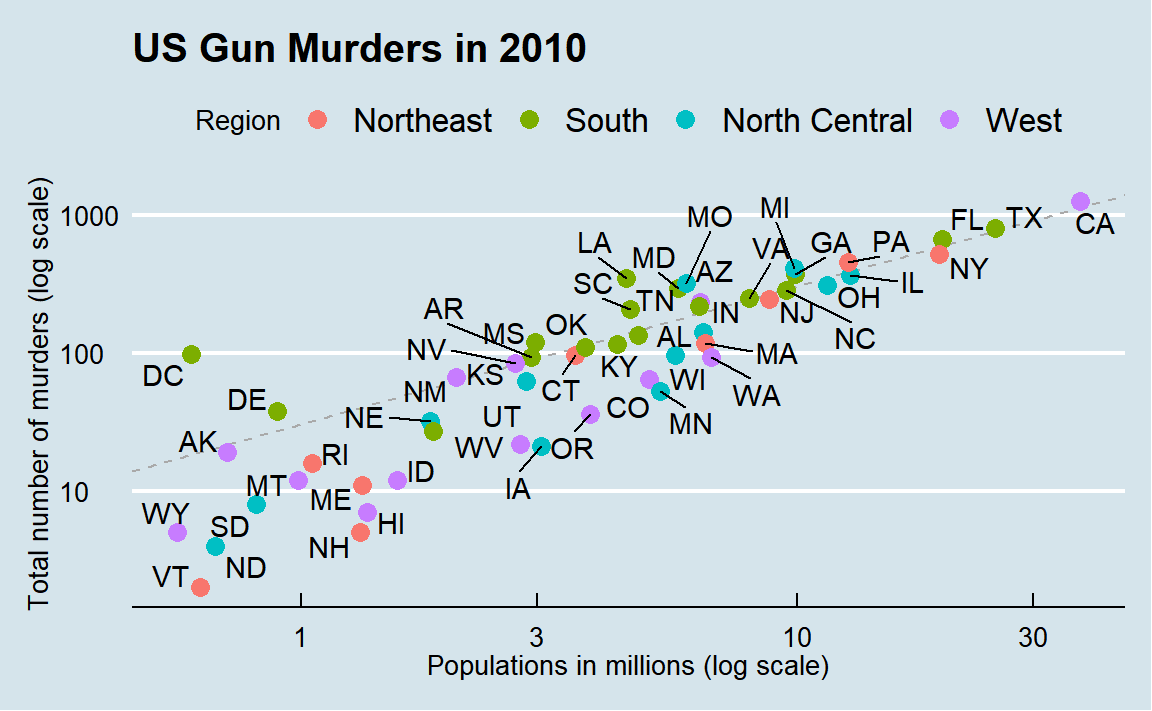 US Gun Murders in 2010
Region Northeast South North Central West
Total number of murders (log scale)
1000
100
10
MO MI
FL TX
CA
LA MD VA GA PA
AZ NY
SC TN IL
OH
AR IN NJ
MS OK AL NC
NV MA
DC KS KY
CT WI WA
DE NM
NE UT CO MN
AK WV OR
RI
MT ID IA
ME
WY SD HI
NH
VT ND
1 3 10 30
Populations in millions (log scale)